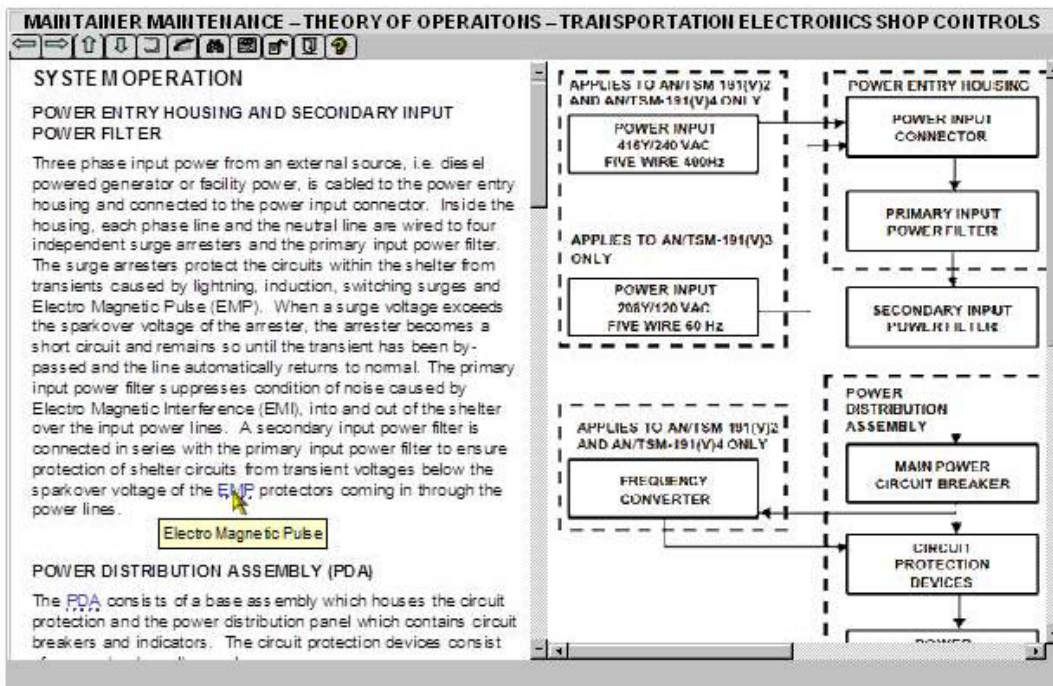 MAINTAINER MAINTENANCE – THEORY OF OPERAITONS – TRANSPORTATION ELECTRONICS SHOP CONTROLS
SYSTEM OPERATION
POWER ENTRY HOUSING AND SECONDARY INPUT
POWER FILTER
Three phase input power from an external source, i.e. diesel
powered generator or facility power, is cabled to the power entry
housing and connected to the power input connector. Inside the
housing, each phase line and the neutral line are wired to four
independent surge arresters and the primary input power filter.
The surge arresters protect the circuits within the shelter from
transients caused by lightning, induction, switching surges and
Electro Magnetic Pulse (EMP). When a surge voltage exceeds
the sparkover voltage of the arrester, the arrester becomes a
short circuit and remains so until the transient has been by-
passed and the line automatically returns to normal. The primary
input power filter suppresses condition of noise caused by
Electro Magnetic Interference (EMI), into and out of the shelter
over the input power lines. A secondary input power filter is
connected in series with the primary input power filter to ensure
protection of shelter circuits from transient voltages below the
sparkover voltage of the EMP protectors coming in through the
power lines.
Electro Magnetic Pulse
POWER DISTRIBUTION ASSEMBLY (PDA)
The PDA consists of a base assembly which houses the circuit
protection and the power distribution panel which contains circuit
breakers and indicators. The circuit protection devices consist
APPLIES TO AN/TSM 191(V)2
AND AN/TSM-191(V)4 ONLY
POWER INPUT
416Y/240 VAC
FIVE WIRE 400Hz
APPLIES TO AN/TSM-191(V)3
ONLY
POWER INPUT
208Y/120 VAC
FIVE WIRE 60 Hz
POWER ENTRY HOUSING
POWER INPUT
CONNECTOR
PRIMARY INPUT
POWER FILTER
SECONDARY INPUT
POWER FILTER
APPLIES TO AN/TSM 191(V)2
AND AN/TSM-191(V)4 ONLY
FREQUENCY
CONVERTER
POWER
DISTRIBUTION
ASSEMBLY
MAIN POWER
CIRCUIT BREAKER
CIRCUIT
PROTECTION
DEVICES
POWER